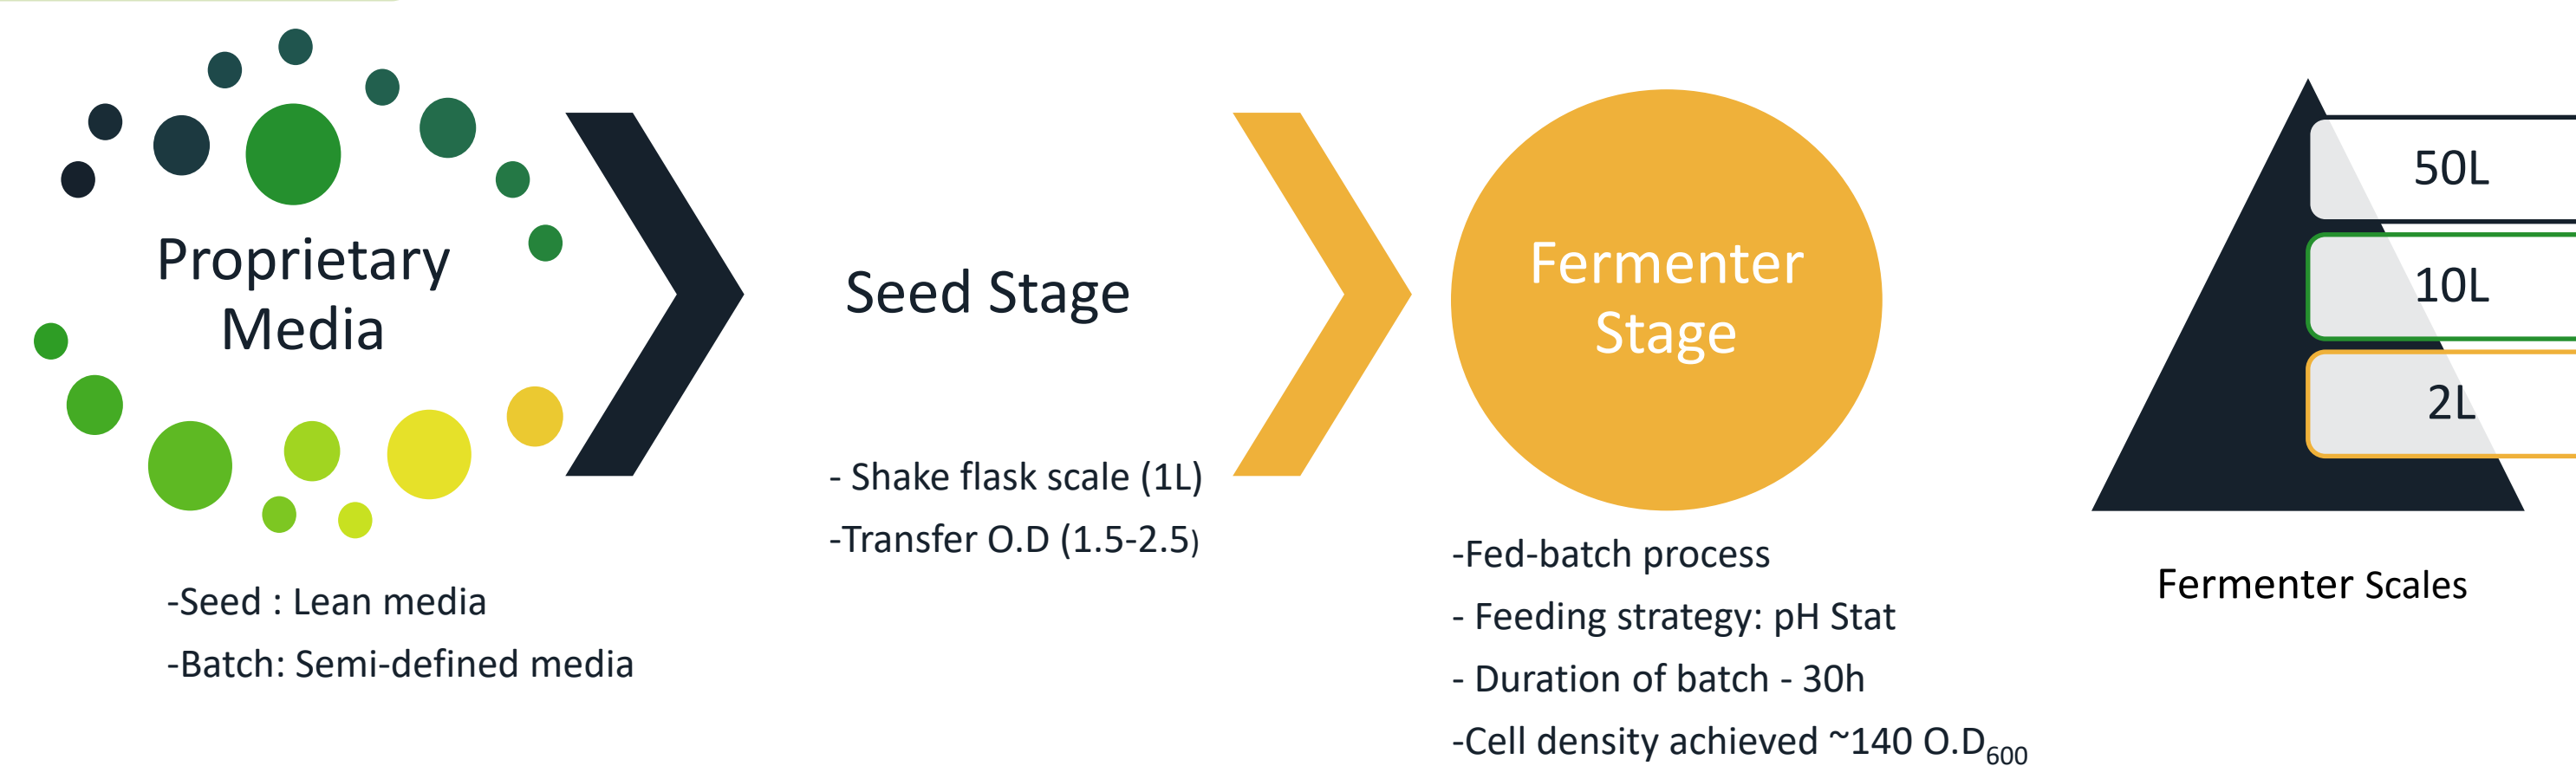 Proprietary
Media
-Seed : Lean media
-Batch: Semi-defined media
Seed Stage
- Shake flask scale (1L)
-Transfer O.D (1.5-2.5)
Fermenter
Stage
-Fed-batch process
- Feeding strategy: pH Stat
- Duration of batch - 30h
-Cell density achieved ~140 O.D₆₀₀
50L
10L
2L
Fermenter Scales